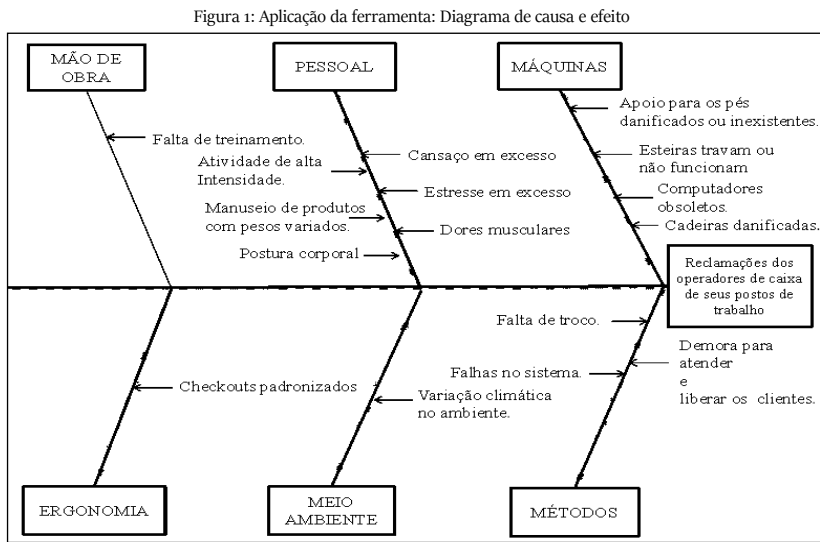 Figura 1: Aplicação da ferramenta: Diagrama de causa e efeito
MÃO DE
OBRA
PESSOAL
MÁQUINAS
Falta de treinamento.
Atividade de alta
Intensidade.
Manuseio de produtos
com pesos variados.
Postura corporal
Cansaço em excesso
Estresse em excesso
Dores musculares
Apoio para os pés
danificados ou inexistentes.
Esteiras travam ou
não funcionam
Computadores
obsoletos.
Cadeiras danificadas.
Reclamações dos
operadores de caixa
de seus postos de
trabalho
Checkouts padronizados
Variação climática
no ambiente.
Falta de troco.
Falhas no sistema.
Demora para
atender
e
liberar os clientes.
ERGONOMIA
MEIO
AMBIENTE
MÉTODOS